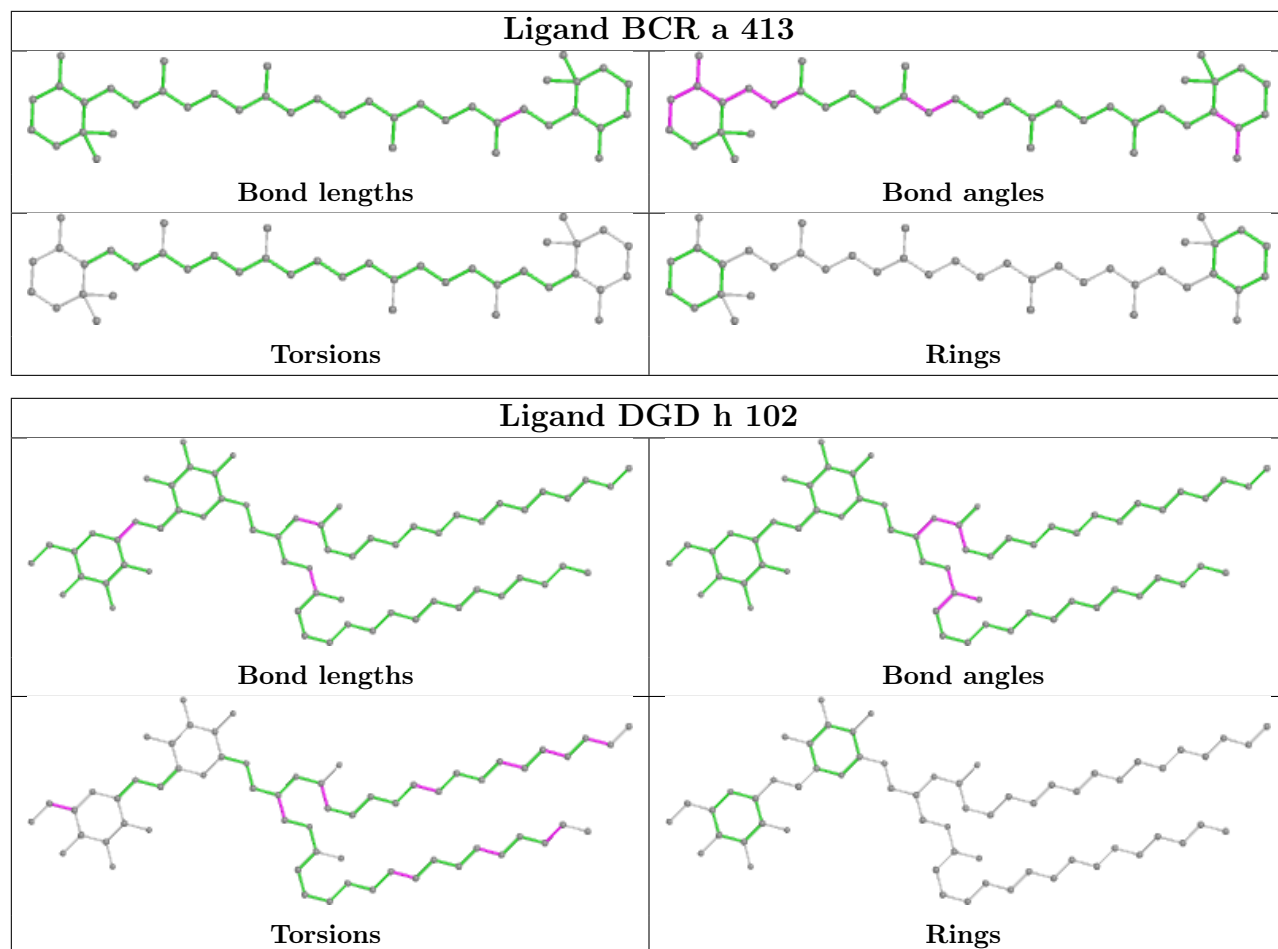 Ligand BCR a 413
Bond lengths
Bond angles
Torsions
Rings
Ligand DGD h 102
Bond lengths
Bond angles
Torsions
Rings